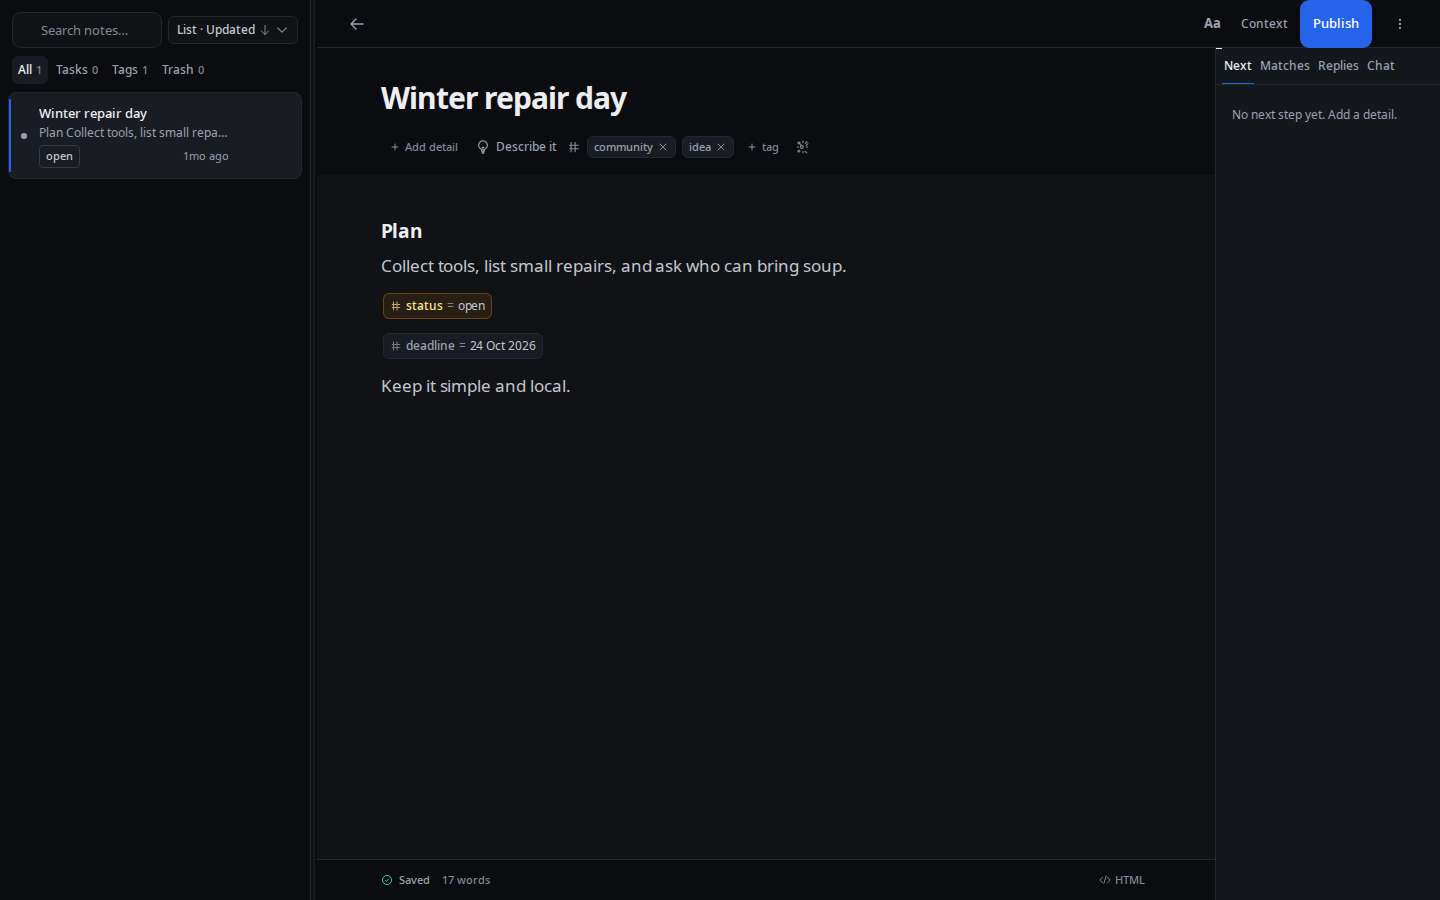 Search notes...
List · Updated ↓
All 1 Tasks 0 Tags 1 Trash 0
Winter repair day
Plan Collect tools, list small repa...
open 1mo ago
Aa Context Publish
Winter repair day
+ Add detail Describe it # community × idea × + tag
Plan
Collect tools, list small repairs, and ask who can bring soup.
# status = open
# deadline = 24 Oct 2026
Keep it simple and local.
Saved 17 words </> HTML
Next Matches Replies Chat
No next step yet. Add a detail.